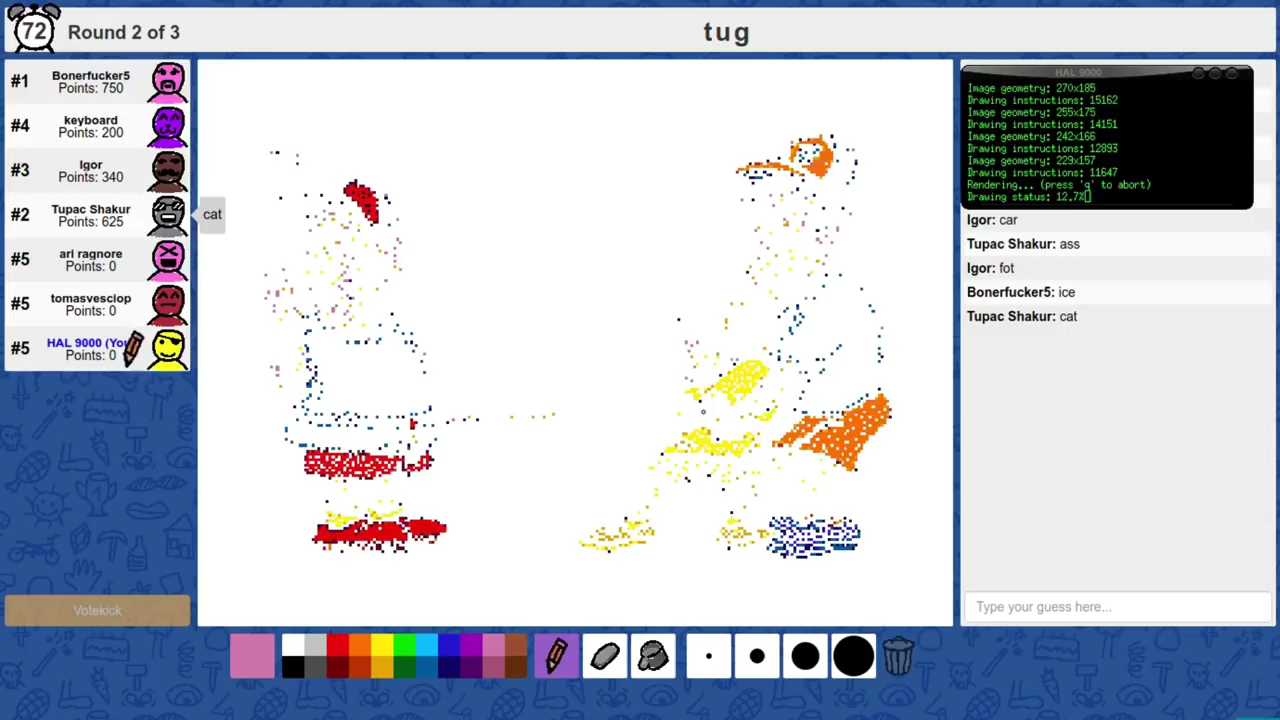 72
Round 2 of 3
tug
#1
Bonerfucker5
Points: 750
#4
keyboard
Points: 200
#3
Igor
Points: 340
#2
Tupac Shakur
Points: 625
cat
#5
ari ragnore
Points: 0
#5
tomasvesciop
Points: 0
#5
HAL 9000 (You
Points: 0
Votekick
HAL 9000
Image geometry: 270x185
Drawing instructions: 15162
Image geometry: 255x175
Drawing instructions: 14151
Image geometry: 242x166
Drawing instructions: 12893
Image geometry: 229x157
Drawing instructions: 11647
Rendering... (press 'q' to abort)
Drawing status: 12.7%
Igor: car
Tupac Shakur: ass
Igor: fot
Bonerfucker5: ice
Tupac Shakur: cat
Type your guess here...